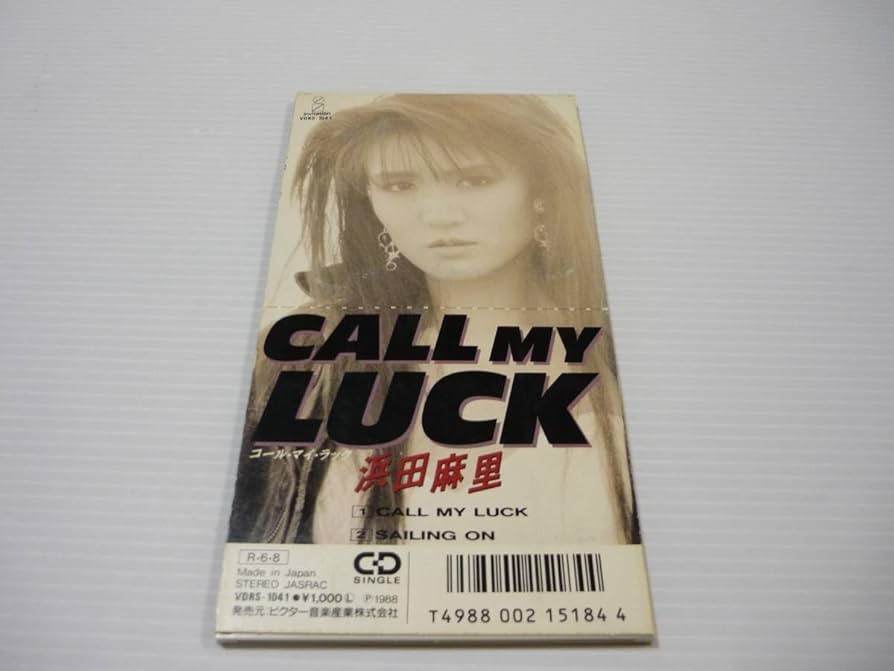 Invitation
VDRS-1041
CALL MY
LUCK
コール・マイ・ラック
浜田麻里
1 CALL MY LUCK
2 SAILING ON
R-6-8
Made in Japan
STEREO JASRAC
VDRS-1041●¥1,000 Ⓛ Ⓟ1988
発売元:ビクター音楽産業株式会社
CD
SINGLE
T4988 002 15184 4